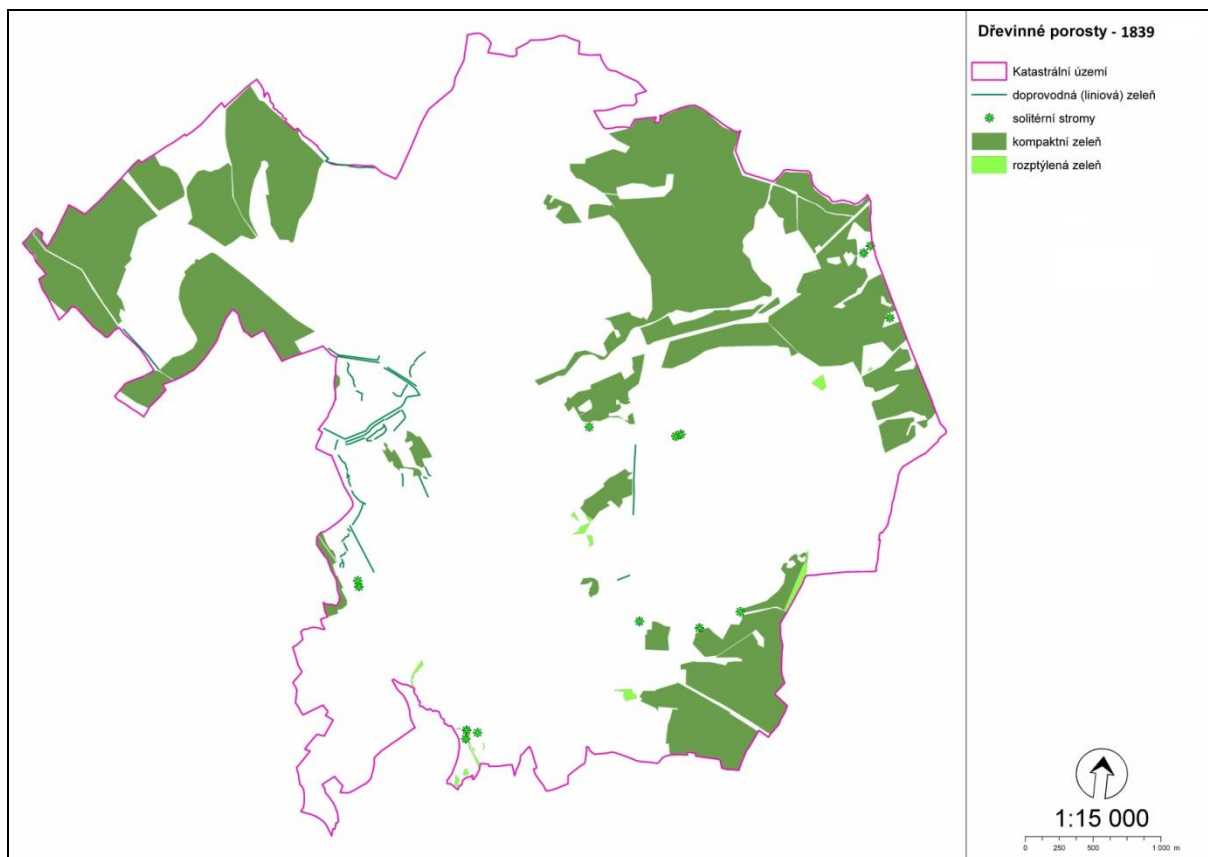 Dřevinné porosty - 1839
Katastrální území
doprovodná (liniová) zeleň
solitérní stromy
kompaktní zeleň
rozptýlená zeleň
1:15 000
0 250 500 1 000 m